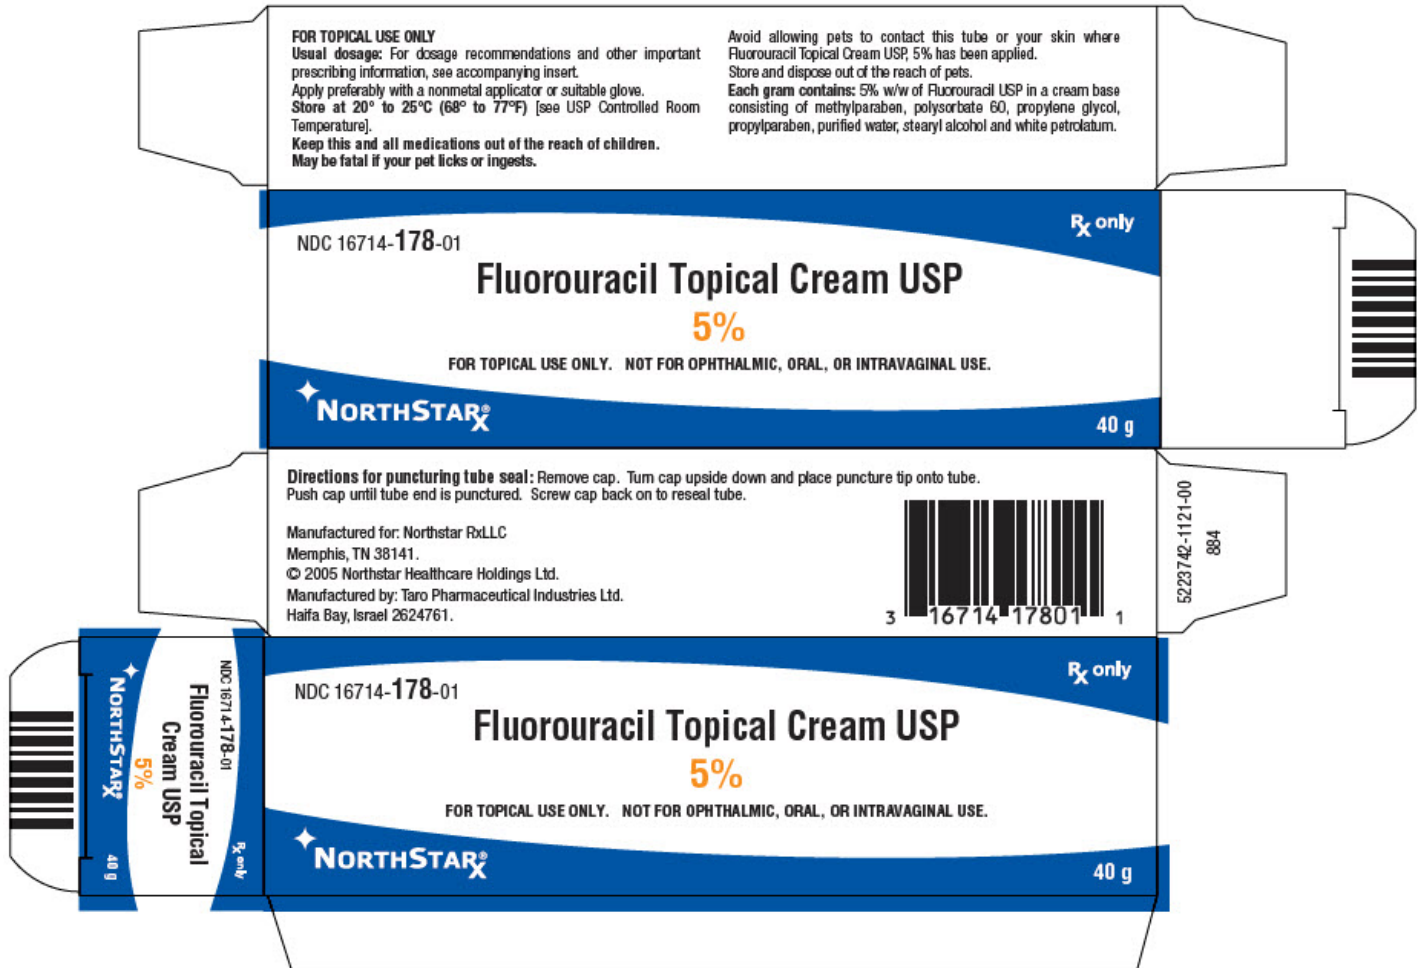 FOR TOPICAL USE ONLY
Usual dosage: For dosage recommendations and other important
prescribing information, see accompanying insert.
Apply preferably with a nonmetal applicator or suitable glove.
Store at 20° to 25°C (68° to 77°F) [see USP Controlled Room
Temperature].
Keep this and all medications out of the reach of children.
May be fatal if your pet licks or ingests.
Avoid allowing pets to contact this tube or your skin where
Fluorouracil Topical Cream USP, 5% has been applied.
Store and dispose out of the reach of pets.
Each gram contains: 5% w/w of Fluorouracil USP in a cream base
consisting of methylparaben, polysorbate 60, propylene glycol,
propylparaben, purified water, stearyl alcohol and white petrolatum.
Rx only
NDC 16714-178-01
Fluorouracil Topical Cream USP
5%
FOR TOPICAL USE ONLY. NOT FOR OPHTHALMIC, ORAL, OR INTRAVAGINAL USE.
NORTHSTARx®
40 g
Directions for puncturing tube seal: Remove cap. Turn cap upside down and place puncture tip onto tube.
Push cap until tube end is punctured. Screw cap back on to reseal tube.
Manufactured for: Northstar RxLLC
Memphis, TN 38141.
© 2005 Northstar Healthcare Holdings Ltd.
Manufactured by: Taro Pharmaceutical Industries Ltd.
Haifa Bay, Israel 2624761.
3 16714 17801 1
5223742-1121-00
884
NDC 16714-178-01
Rx only
Fluorouracil Topical
Cream USP
5%
NORTHSTARx®
40 g
Rx only
NDC 16714-178-01
Fluorouracil Topical Cream USP
5%
FOR TOPICAL USE ONLY. NOT FOR OPHTHALMIC, ORAL, OR INTRAVAGINAL USE.
NORTHSTARx®
40 g